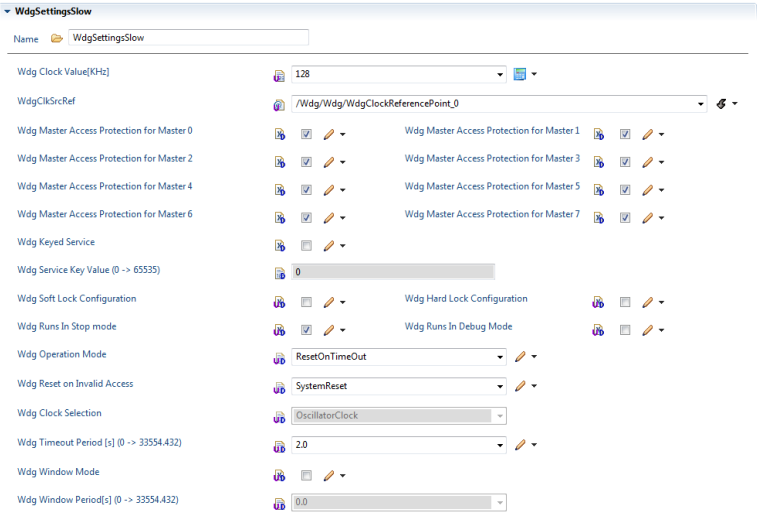 WdgSettingsSlow
Name WdgSettingsSlow
Wdg Clock Value[KHz] 128
WdgClkSrcRef /Wdg/Wdg/WdgClockReferencePoint_0
Wdg Master Access Protection for Master 0 Wdg Master Access Protection for Master 1
Wdg Master Access Protection for Master 2 Wdg Master Access Protection for Master 3
Wdg Master Access Protection for Master 4 Wdg Master Access Protection for Master 5
Wdg Master Access Protection for Master 6 Wdg Master Access Protection for Master 7
Wdg Keyed Service
Wdg Service Key Value (0 -> 65535) 0
Wdg Soft Lock Configuration Wdg Hard Lock Configuration
Wdg Runs In Stop mode Wdg Runs In Debug Mode
Wdg Operation Mode ResetOnTimeOut
Wdg Reset on Invalid Access SystemReset
Wdg Clock Selection OscillatorClock
Wdg Timeout Period [s] (0 -> 33554.432) 2.0
Wdg Window Mode
Wdg Window Period[s] (0 -> 33554.432) 0.0